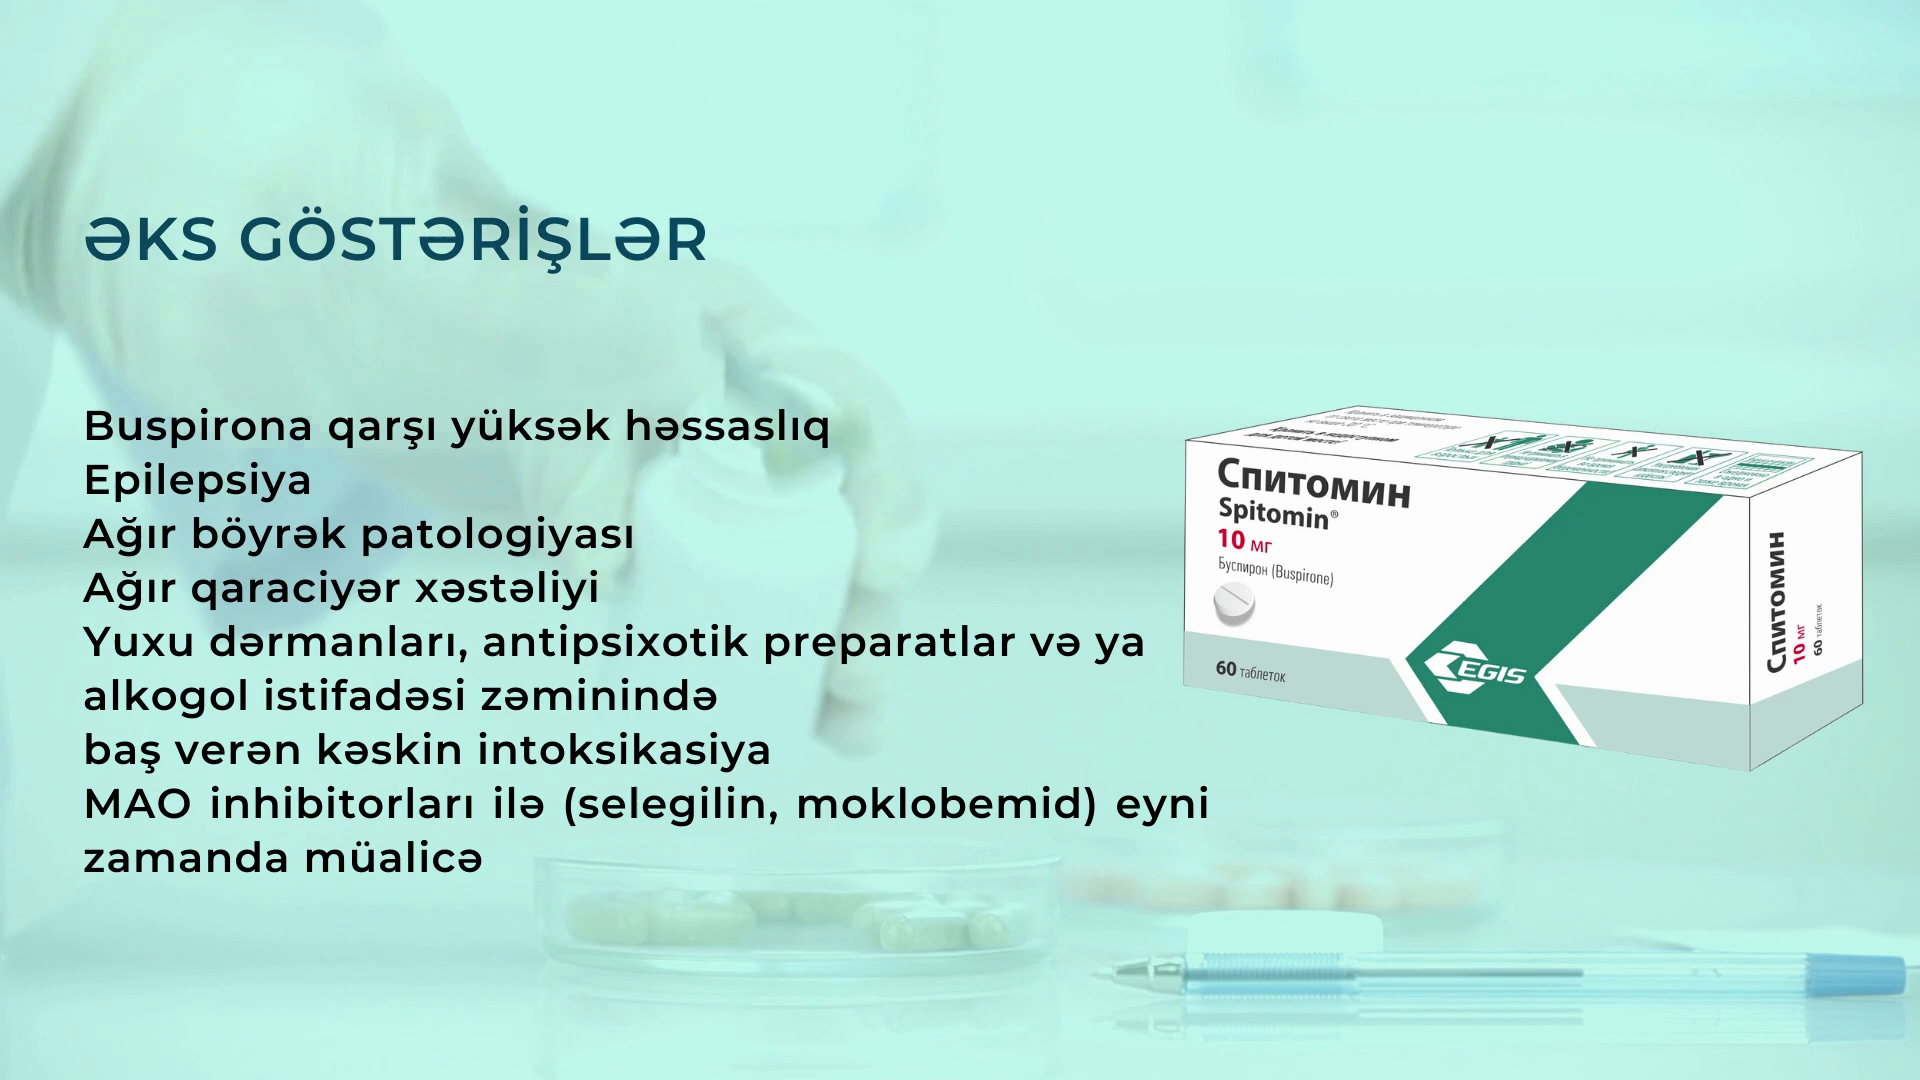 ƏKS GÖSTƏRİŞLƏR
Buspirona qarşı yüksək həssaslıq
Epilepsiya
Ağır böyrək patologiyası
Ağır qaraciyər xəstəliyi
Yuxu dərmanları, antipsixotik preparatlar və ya
alkogol istifadəsi zəminində
baş verən kəskin intoksikasiya
MAO inhibitorları ilə (selegilin, moklobemid) eyni
zamanda müalicə
Спитомин
Spitomin®
10 мг
Буспирон (Buspirone)
60 таблеток
EGIS
Спитомин
10 мг
60 таблеток